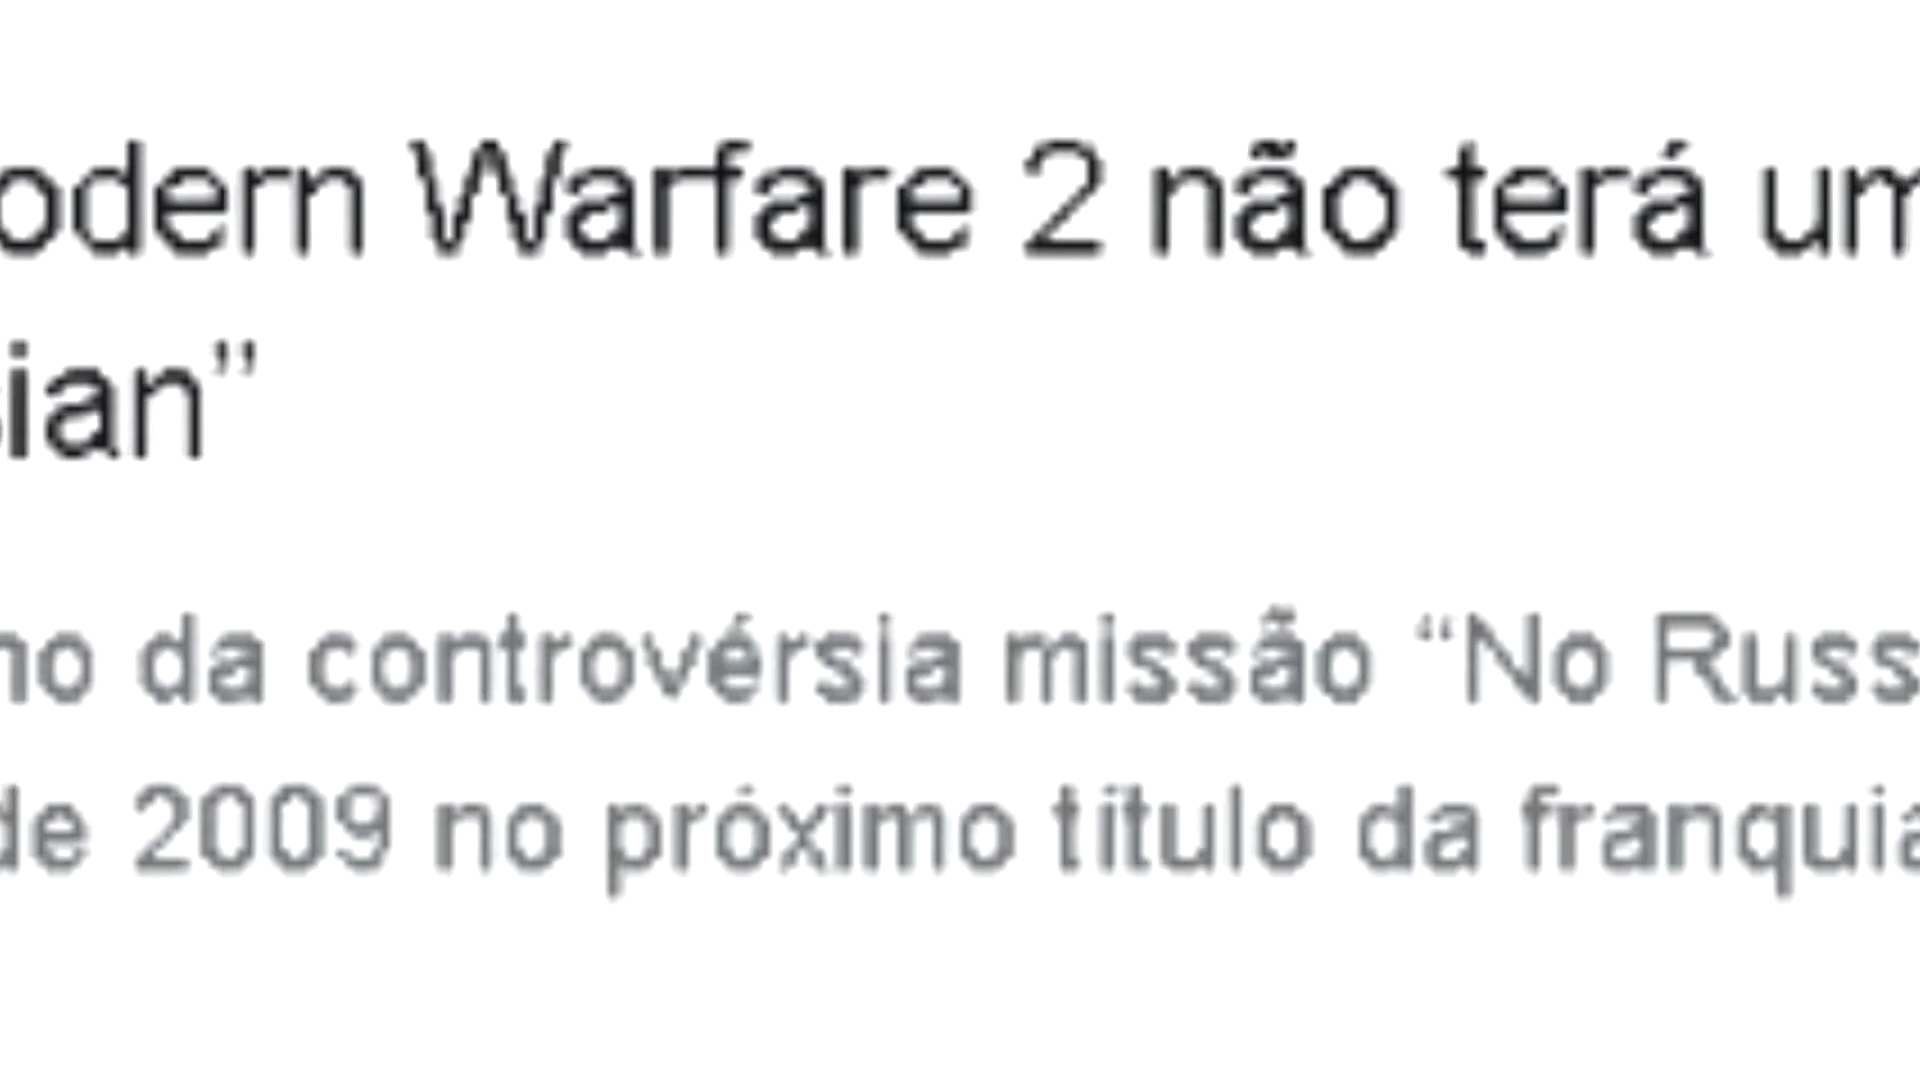 odern Warfare 2 não terá um
sian”
no da controvérsia missão “No Russ
de 2009 no próximo título da franquia